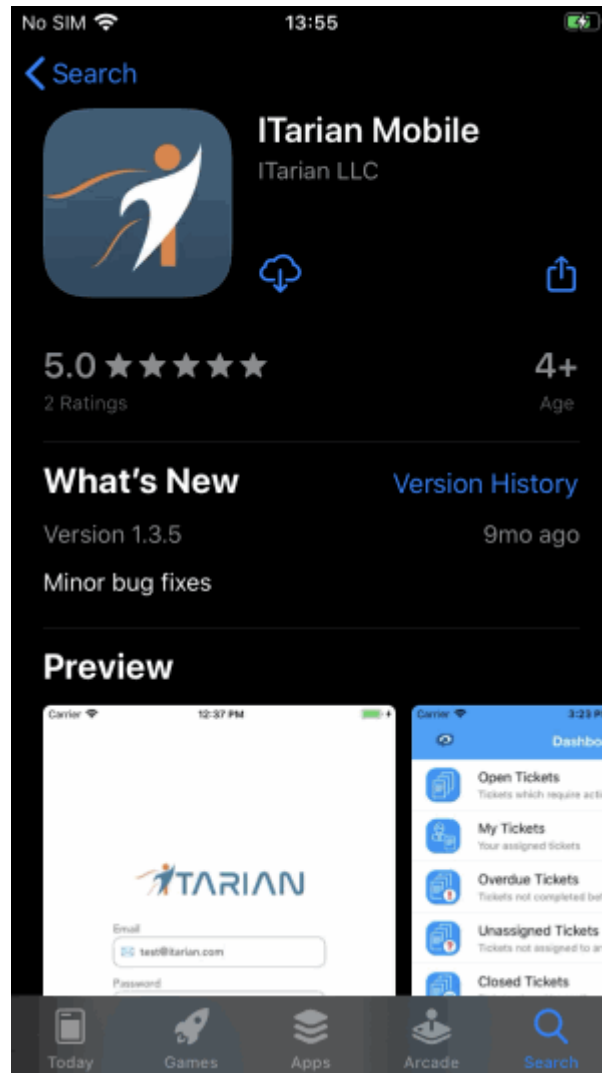 No SIM 13:55
Search
ITarian Mobile
ITarian LLC
5.0
4+
2 Ratings
Age
What's New
Version History
Version 1.3.5
9mo ago
Minor bug fixes
Preview
Carrier 12:37 PM
ITARIAN
Email
test@itarian.com
Password
Carrier 3:23 P
Dashbo
Open Tickets
Tickets which require acti
My Tickets
Your assigned tickets
Overdue Tickets
Tickets not completed bef
Unassigned Tickets
Tickets not assigned to an
Closed Tickets
Today
Games
Apps
Arcade
Search